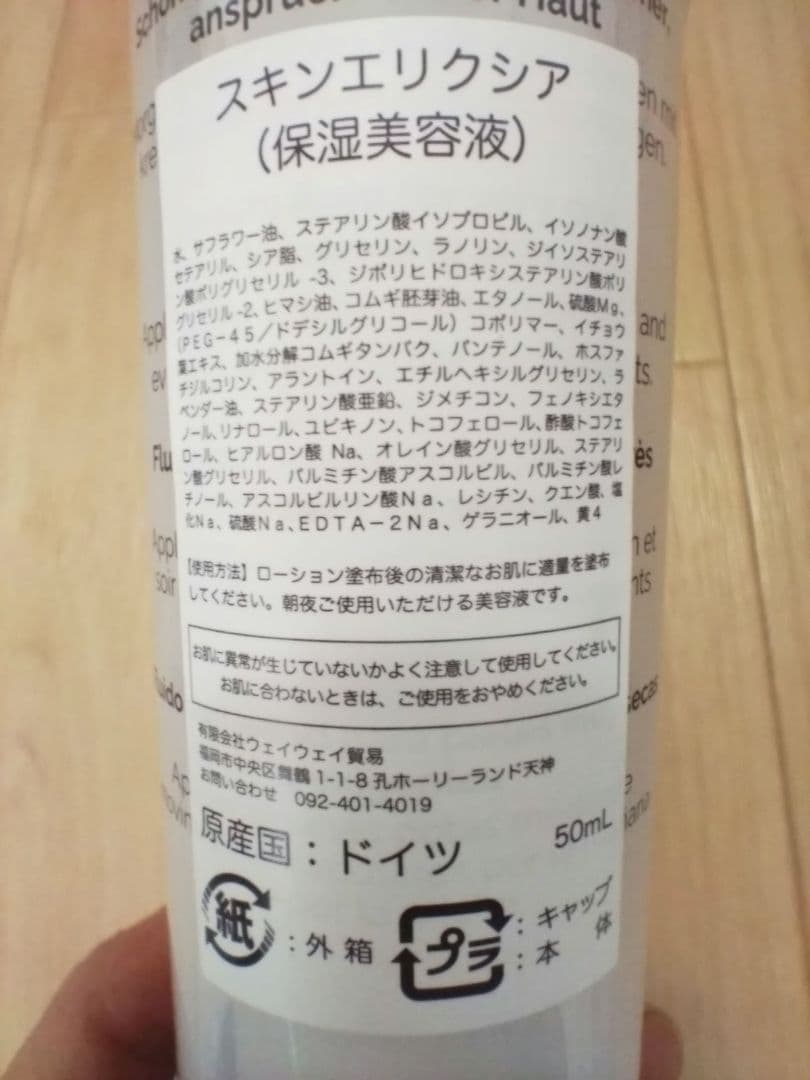 schön
anspru
Haut
スキンエリクシア
(保湿美容液)
水、サフラワー油、ステアリン酸イソプロピル、イソノナン酸
セテアリル、シア脂、グリセリン、ラノリン、ジイソステアリ
ン酸ポリグリセリル-3、ジポリヒドロキシステアリン酸ポリ
グリセリル-2、ヒマシ油、コムギ胚芽油、エタノール、硫酸Mg、
(PEG-45/ドデシルグリコール)コポリマー、イチョウ
葉エキス、加水分解コムギタンパク、パンテノール、ホスファ
チジルコリン、アラントイン、エチルヘキシルグリセリン、ラ
ベンダー油、ステアリン酸亜鉛、ジメチコン、フェノキシエタ
ノール、リナロール、ユビキノン、トコフェロール、酢酸トコフェ
ロール、ヒアルロン酸 Na、オレイン酸グリセリル、ステアリ
ン酸グリセリル、パルミチン酸アスコルビル、パルミチン酸レ
チノール、アスコルビルリン酸Na、レシチン、クエン酸、塩
化Na、硫酸Na、EDTA-2Na、ゲラニオール、黄4
【使用方法】ローション塗布後の清潔なお肌に適量を塗布
してください。朝夜ご使用いただける美容液です。
お肌に異常が生じていないかよく注意して使用してください。
お肌に合わないときは、ご使用をおやめください。
有限会社ウェイウェイ貿易
福岡市中央区舞鶴1-1-8孔ホーリーランド天神
お問い合わせ 092-401-4019
原産国:ドイツ 50mL
紙:外箱
プラ:キャップ
:本体